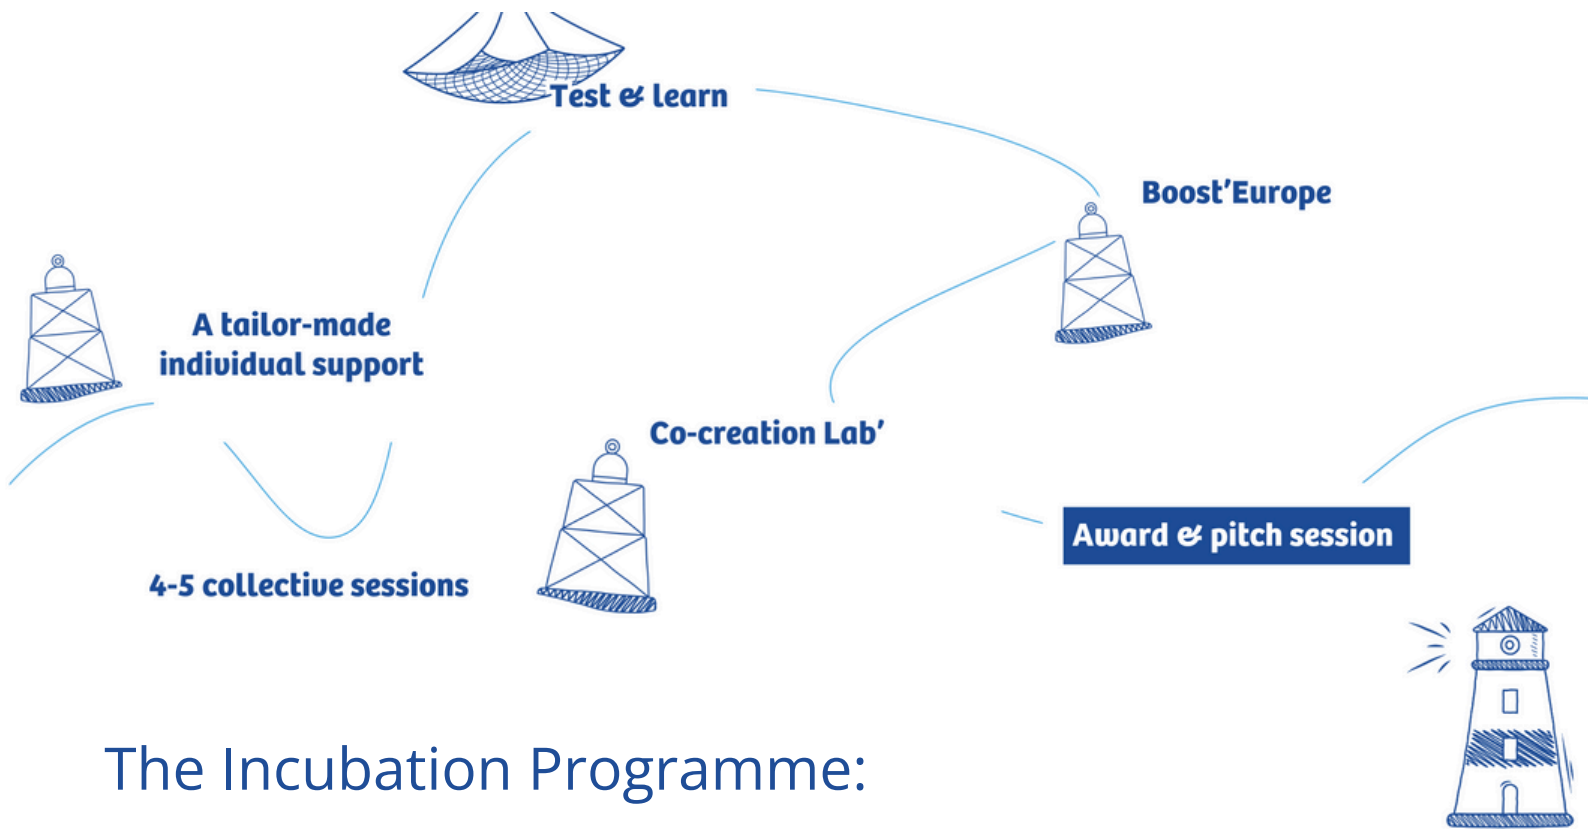 Test & learn
Boost'Europe
A tailor-made
individual support
Co-creation Lab'
Award & pitch session
4-5 collective sessions
The Incubation Programme: